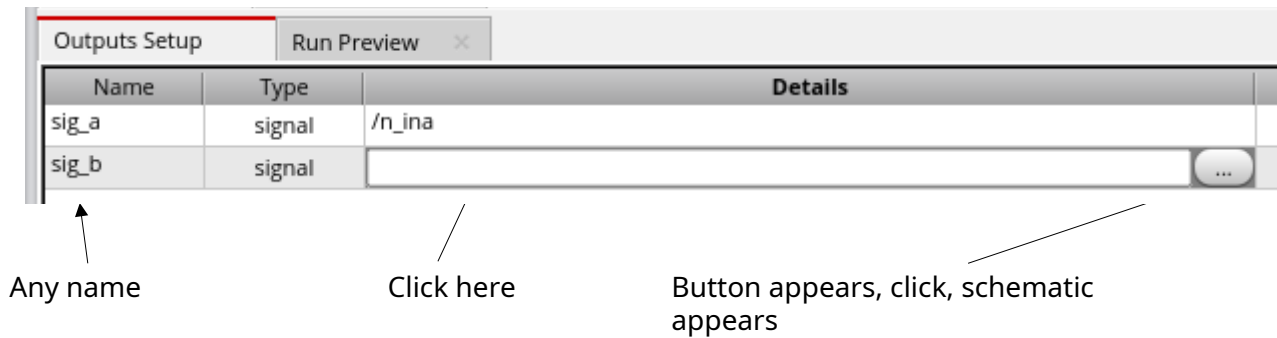 Outputs Setup Run Preview ×
Name Type Details
sig_a signal /n_ina
sig_b signal ...
Any name Click here Button appears, click, schematic
appears